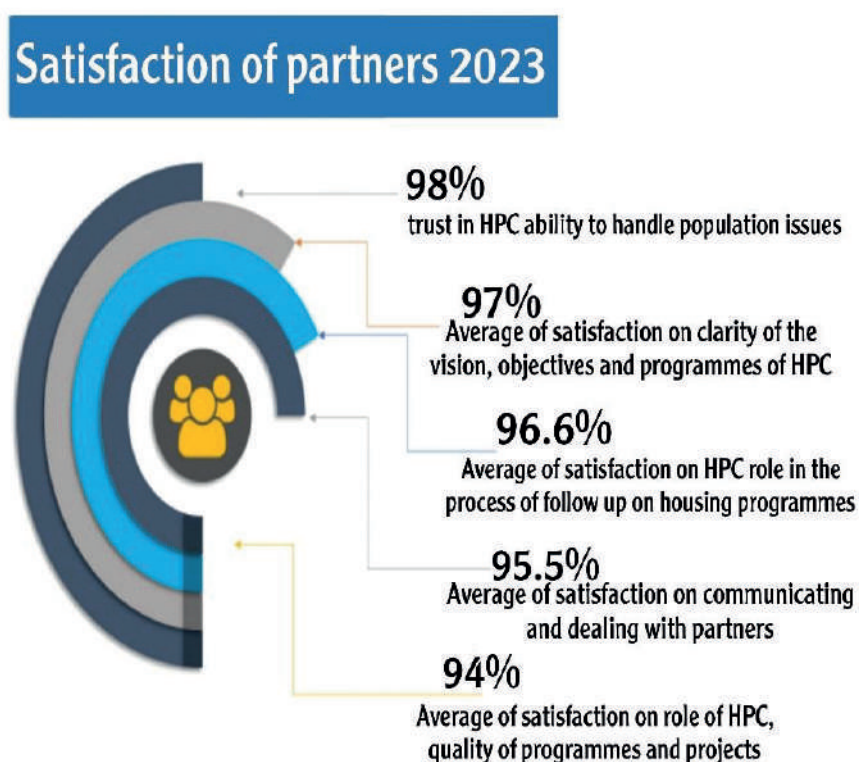 Satisfaction of partners 2023
98%
trust in HPC ability to handle population issues
97%
Average of satisfaction on clarity of the
vision, objectives and programmes of HPC
96.6%
Average of satisfaction on HPC role in the
process of follow up on housing programmes
95.5%
Average of satisfaction on communicating
and dealing with partners
94%
Average of satisfaction on role of HPC,
quality of programmes and projects